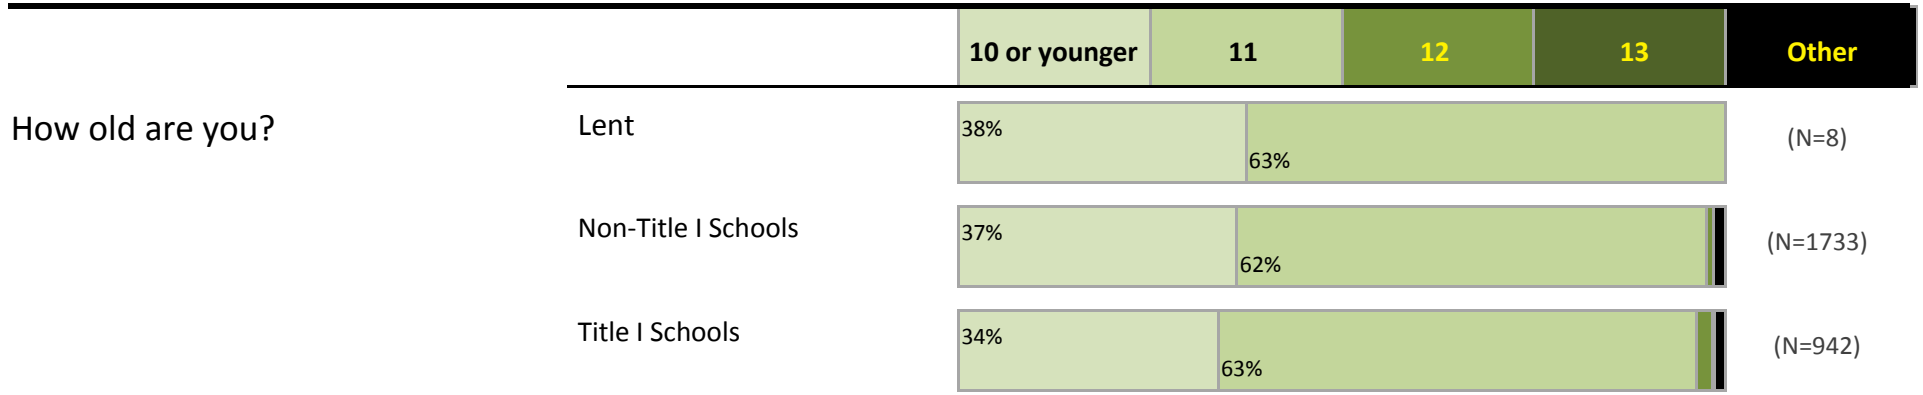 10 or younger 11 12 13 Other
How old are you? Lent 38% 63% (N=8)
Non-Title I Schools 37% 62% (N=1733)
Title I Schools 34% 63% (N=942)